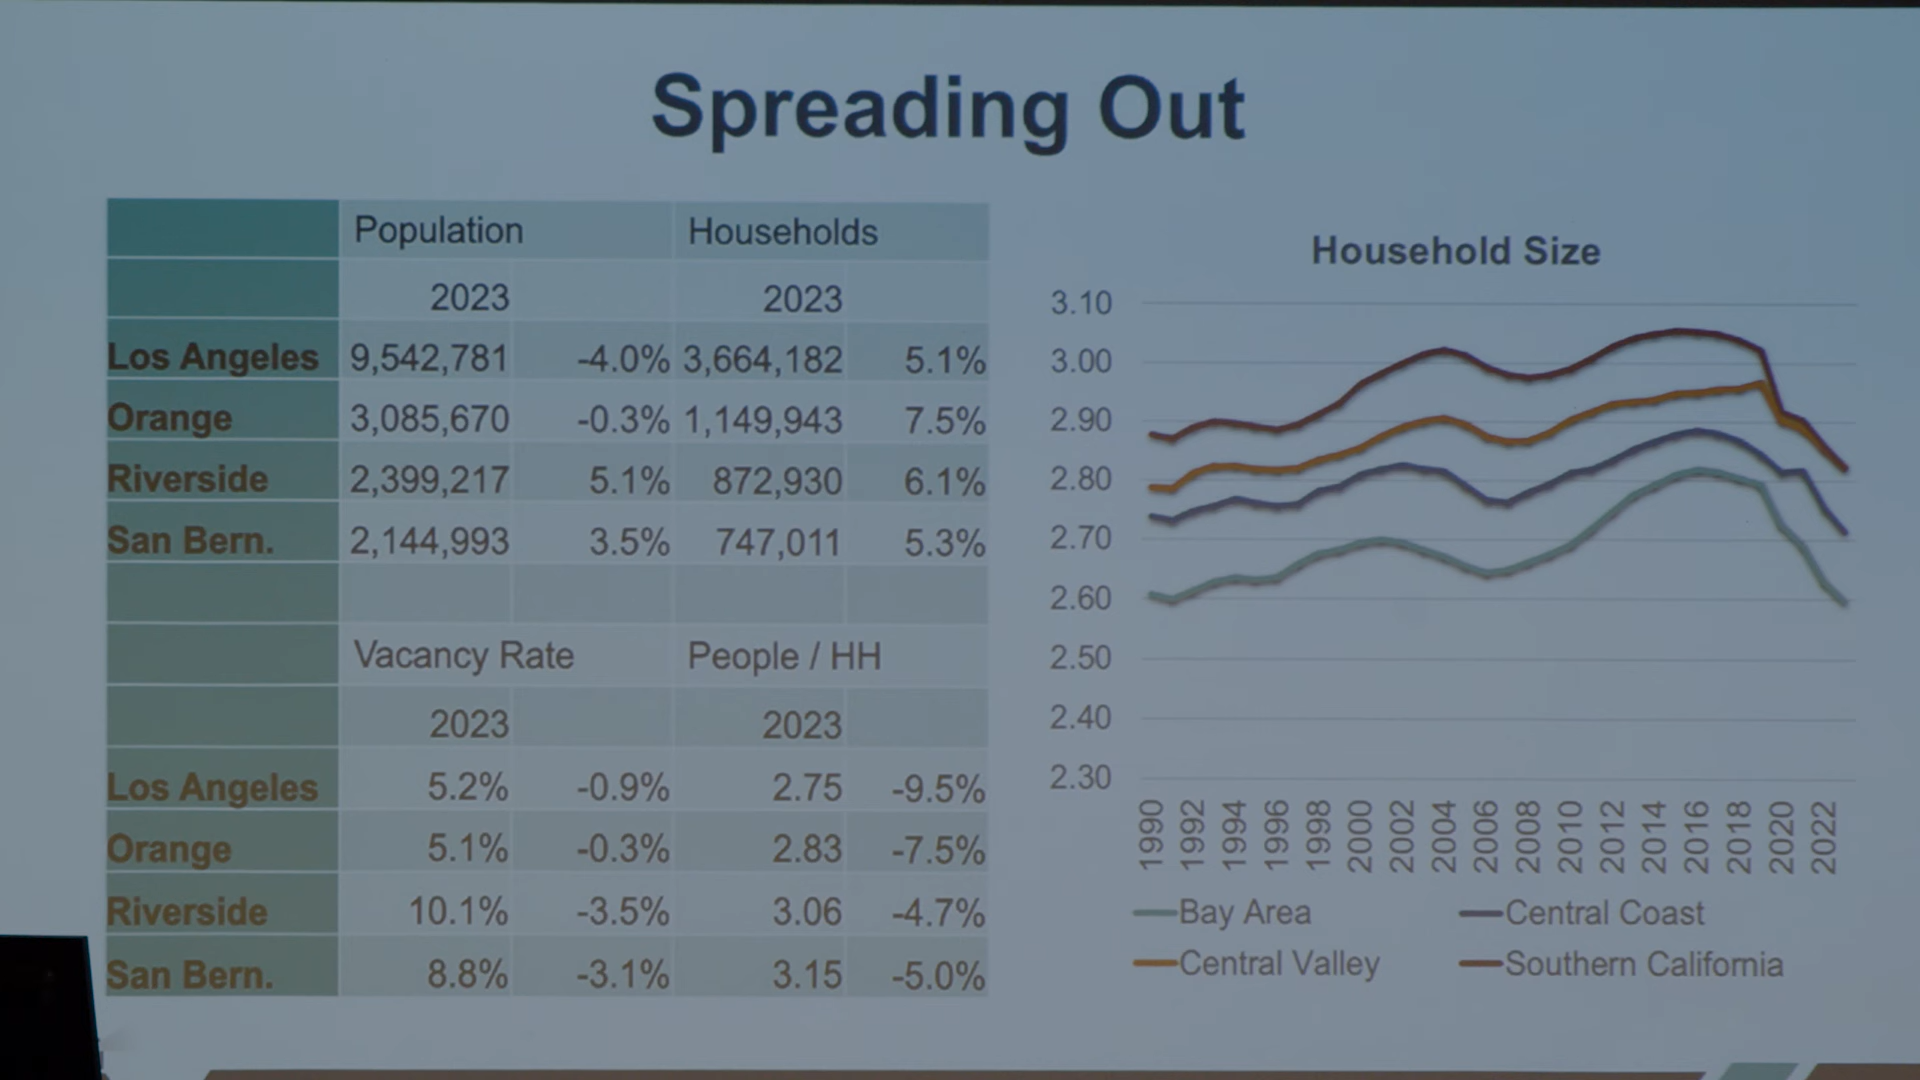 Spreading Out
Population Households
2023 2023
Los Angeles 9,542,781 -4.0% 3,664,182 5.1%
Orange 3,085,670 -0.3% 1,149,943 7.5%
Riverside 2,399,217 5.1% 872,930 6.1%
San Bern. 2,144,993 3.5% 747,011 5.3%
Vacancy Rate People / HH
2023 2023
Los Angeles 5.2% -0.9% 2.75 -9.5%
Orange 5.1% -0.3% 2.83 -7.5%
Riverside 10.1% -3.5% 3.06 -4.7%
San Bern. 8.8% -3.1% 3.15 -5.0%
Household Size
3.10
3.00
2.90
2.80
2.70
2.60
2.50
2.40
2.30
1990 1992 1994 1996 1998 2000 2002 2004 2006 2008 2010 2012 2014 2016 2018 2020 2022
Bay Area Central Coast
Central Valley Southern California